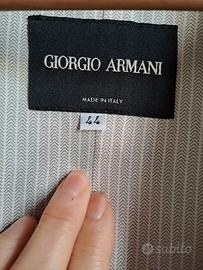 GIORGIO ARMANI
MADE IN ITALY
44
subito